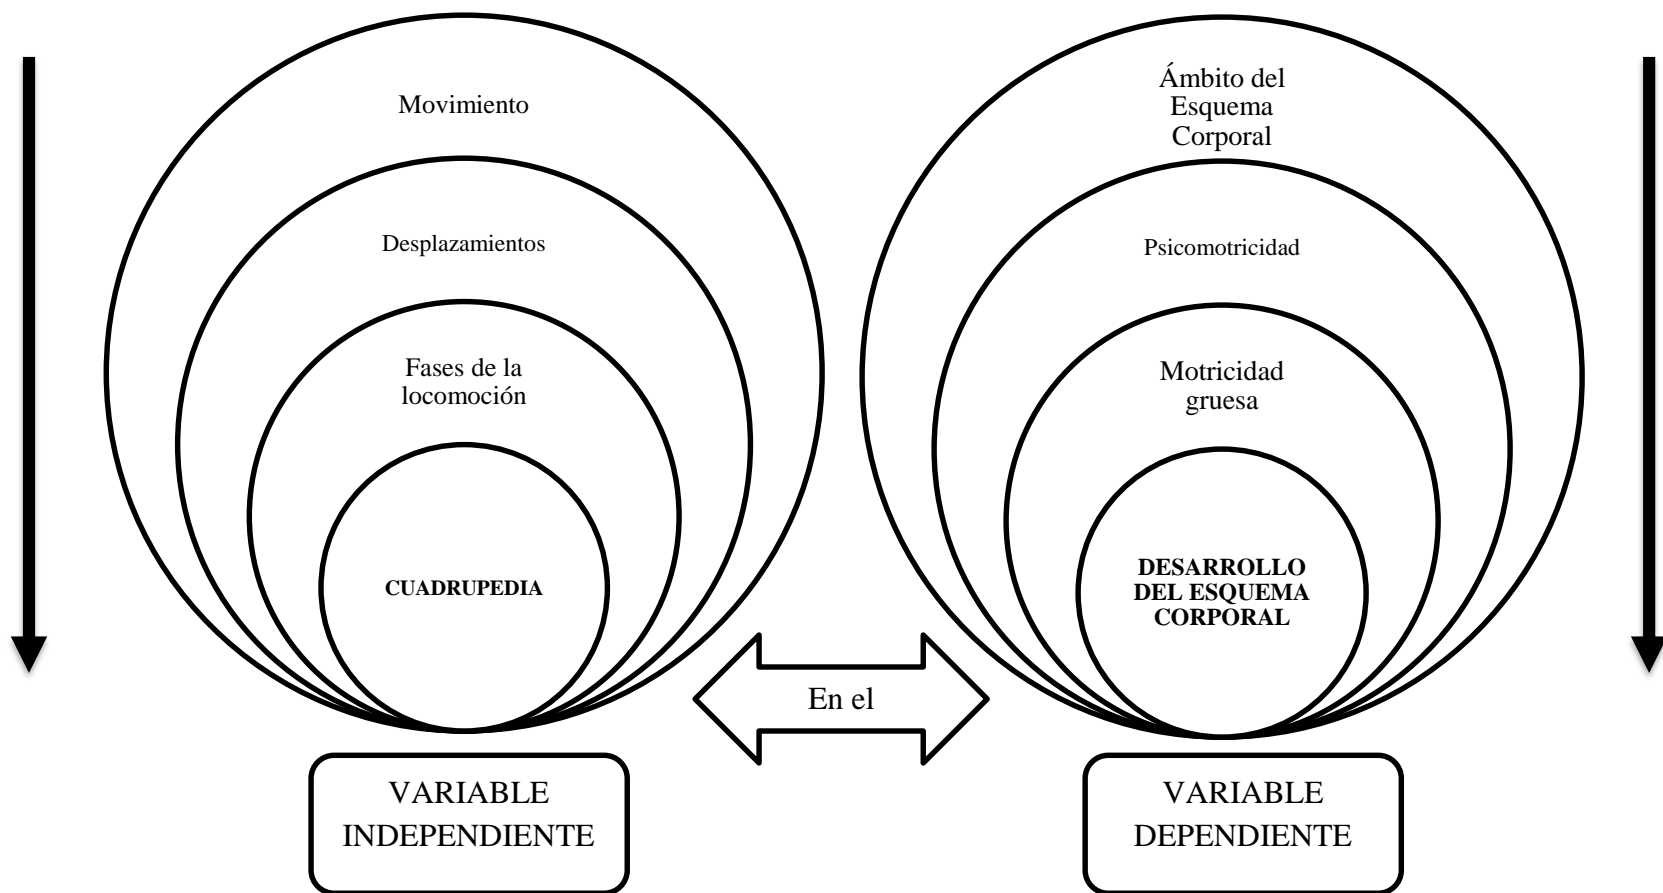 Movimiento
Desplazamientos
Fases de la
locomoción
CUADRUPEDIA
Ámbito del
Esquema
Corporal
Psicomotricidad
Motricidad
gruesa
DESARROLLO
DEL ESQUEMA
CORPORAL
En el
VARIABLE
INDEPENDIENTE
VARIABLE
DEPENDIENTE